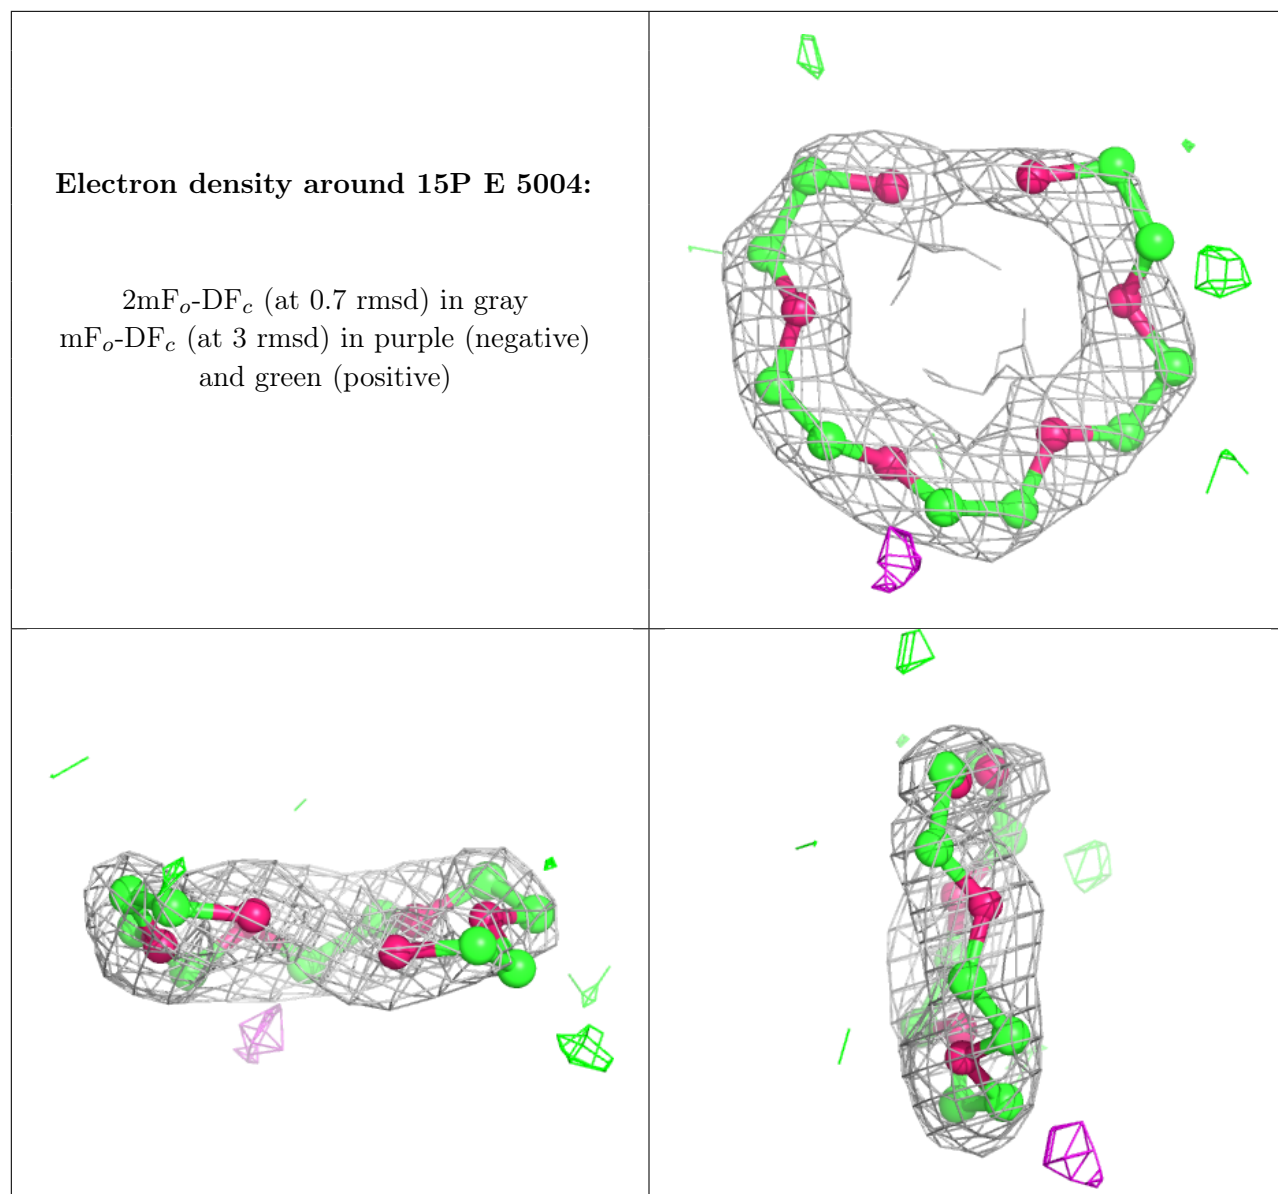 Electron density around 15P E 5004:
2mFo-DFc (at 0.7 rmsd) in gray
mFo-DFc (at 3 rmsd) in purple (negative)
and green (positive)